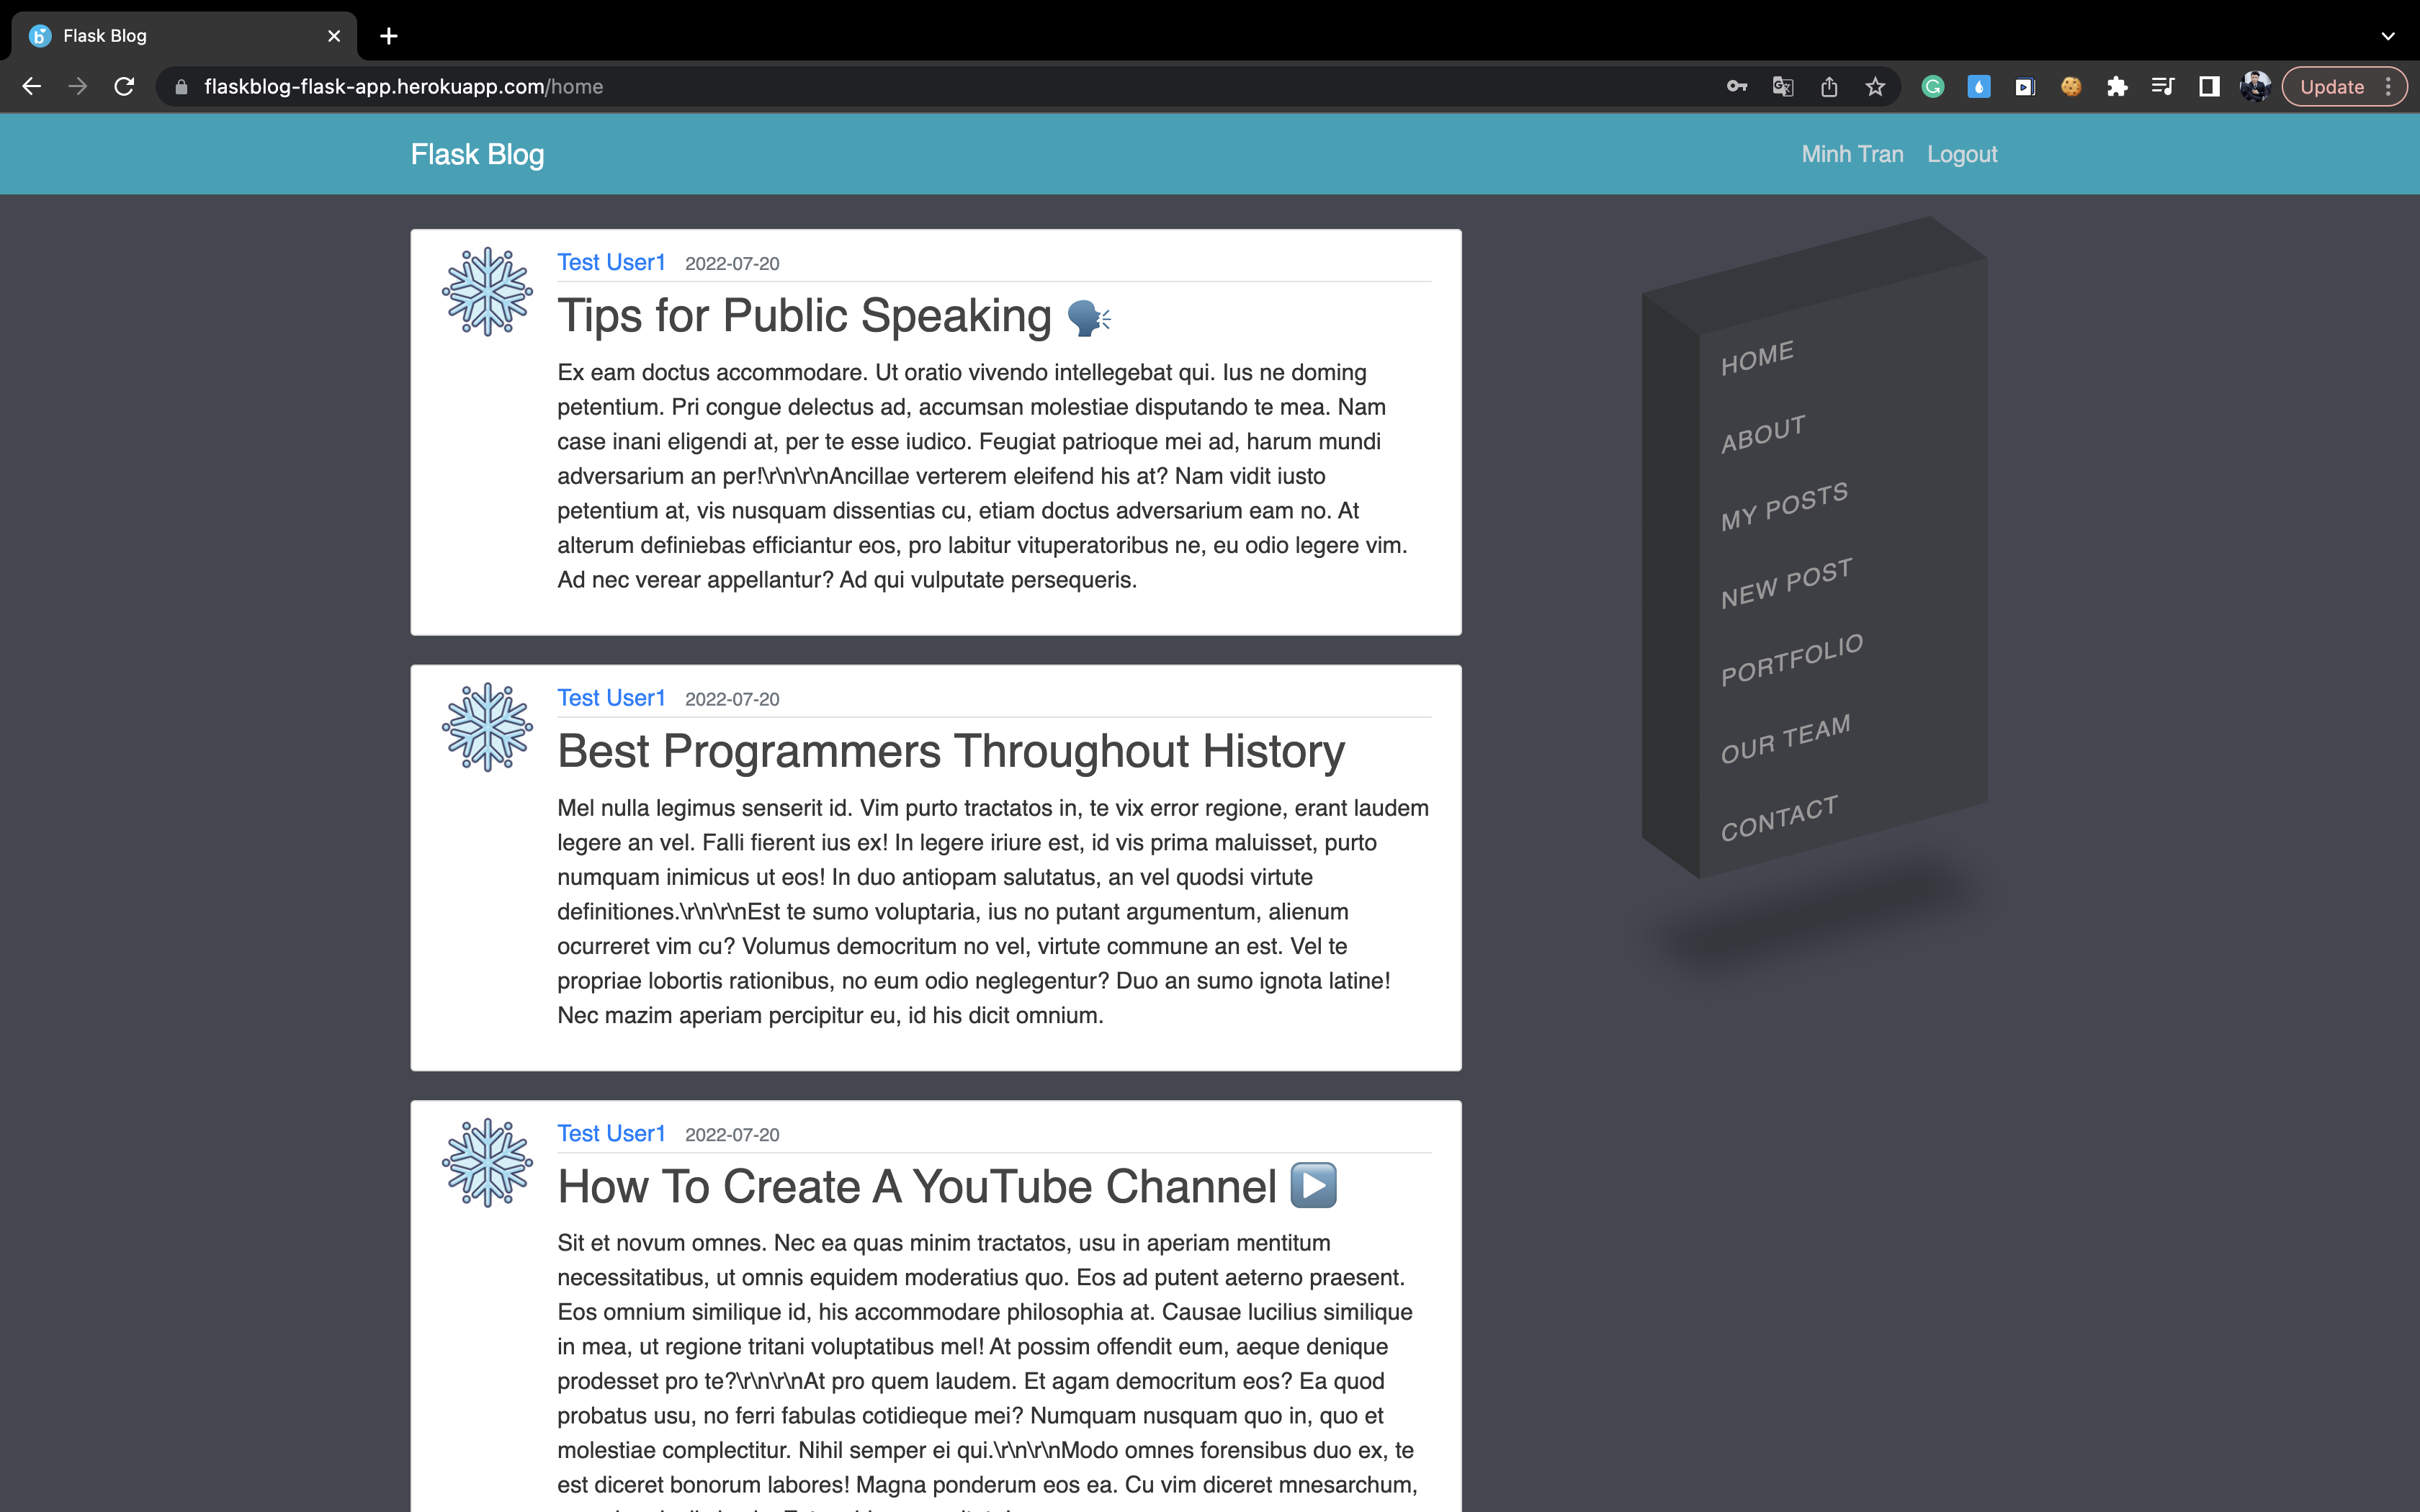 Flask Blog
flaskblog-flask-app.herokuapp.com/home
Update
Flask Blog
Minh Tran Logout
Test User1 2022-07-20
Tips for Public Speaking 🗣
Ex eam doctus accommodare. Ut oratio vivendo intellegebat qui. Ius ne doming
petentium. Pri congue delectus ad, accumsan molestiae disputando te mea. Nam
case inani eligendi at, per te esse iudico. Feugiat patrioque mei ad, harum mundi
adversarium an per!\r\n\r\nAncillae verterem eleifend his at? Nam vidit iusto
petentium at, vis nusquam dissentias cu, etiam doctus adversarium eam no. At
alterum definiebas efficiantur eos, pro labitur vituperatoribus ne, eu odio legere vim.
Ad nec verear appellantur? Ad qui vulputate persequeris.
Test User1 2022-07-20
Best Programmers Throughout History
Mel nulla legimus senserit id. Vim purto tractatos in, te vix error regione, erant laudem
legere an vel. Falli fierent ius ex! In legere iriure est, id vis prima maluisset, purto
numquam inimicus ut eos! In duo antiopam salutatus, an vel quodsi virtute
definitiones.\r\n\r\nEst te sumo voluptaria, ius no putant argumentum, alienum
ocurreret vim cu? Volumus democritum no vel, virtute commune an est. Vel te
propriae lobortis rationibus, no eum odio neglegentur? Duo an sumo ignota latine!
Nec mazim aperiam percipitur eu, id his dicit omnium.
Test User1 2022-07-20
How To Create A YouTube Channel ▶️
Sit et novum omnes. Nec ea quas minim tractatos, usu in aperiam mentitum
necessitatibus, ut omnis equidem moderatius quo. Eos ad putent aeterno praesent.
Eos omnium similique id, his accommodare philosophia at. Causae lucilius similique
in mea, ut regione tritani voluptatibus mel! At possim offendit eum, aeque denique
prodesset pro te?\r\n\r\nAt pro quem laudem. Et agam democritum eos? Ea quod
probatus usu, no ferri fabulas cotidieque mei? Numquam nusquam quo in, quo et
molestiae complectitur. Nihil semper ei qui.\r\n\r\nModo omnes forensibus duo ex, te
est diceret bonorum labores! Magna ponderum eos ea. Cu vim diceret mnesarchum,
HOME
ABOUT
MY POSTS
NEW POST
PORTFOLIO
OUR TEAM
CONTACT